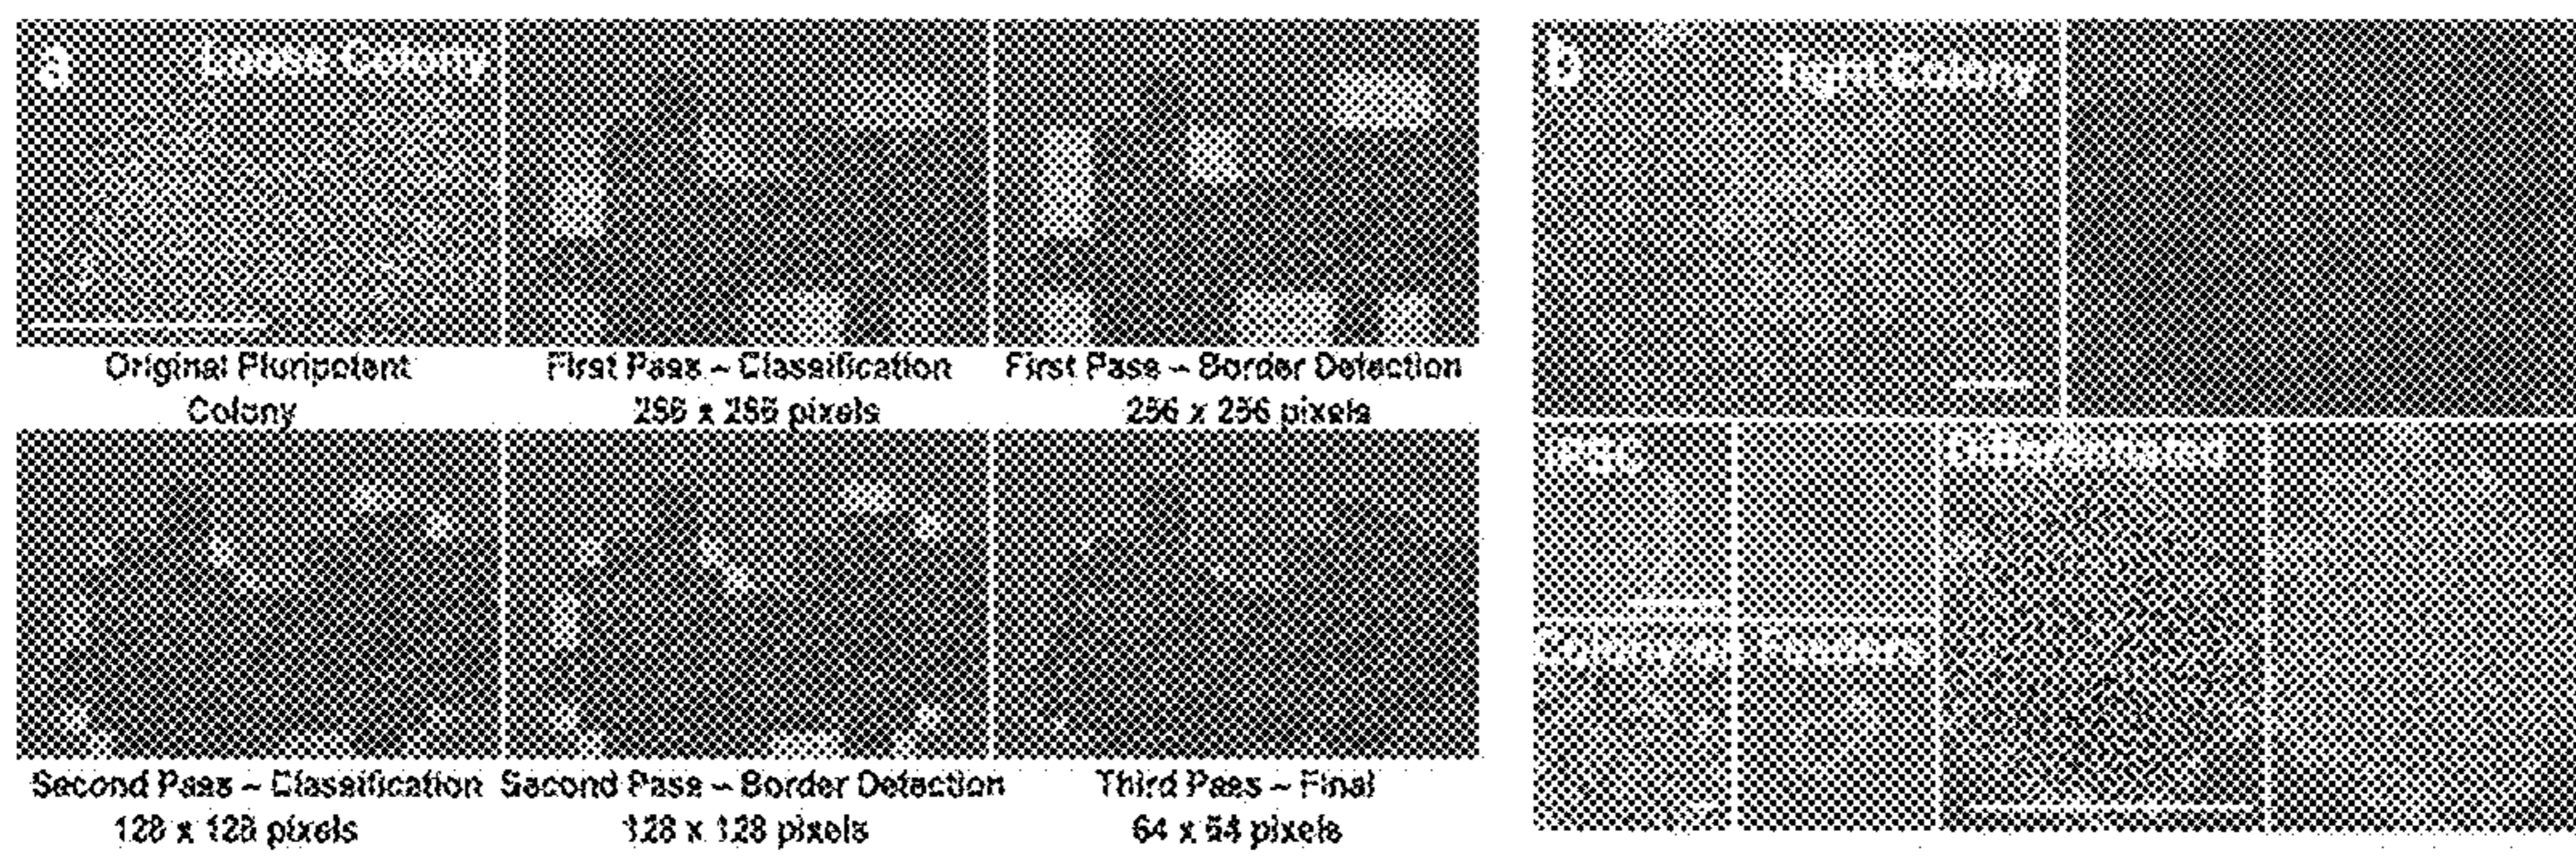 a
Loose Colony
Original Pluripotent
Colony
First Pass – Classification
256 x 256 pixels
First Pass – Border Detection
256 x 256 pixels
Second Pass – Classification
128 x 128 pixels
Second Pass – Border Detection
128 x 128 pixels
Third Pass – Final
64 x 64 pixels
b
Tight Colony
Differentiated
Colony Feeders